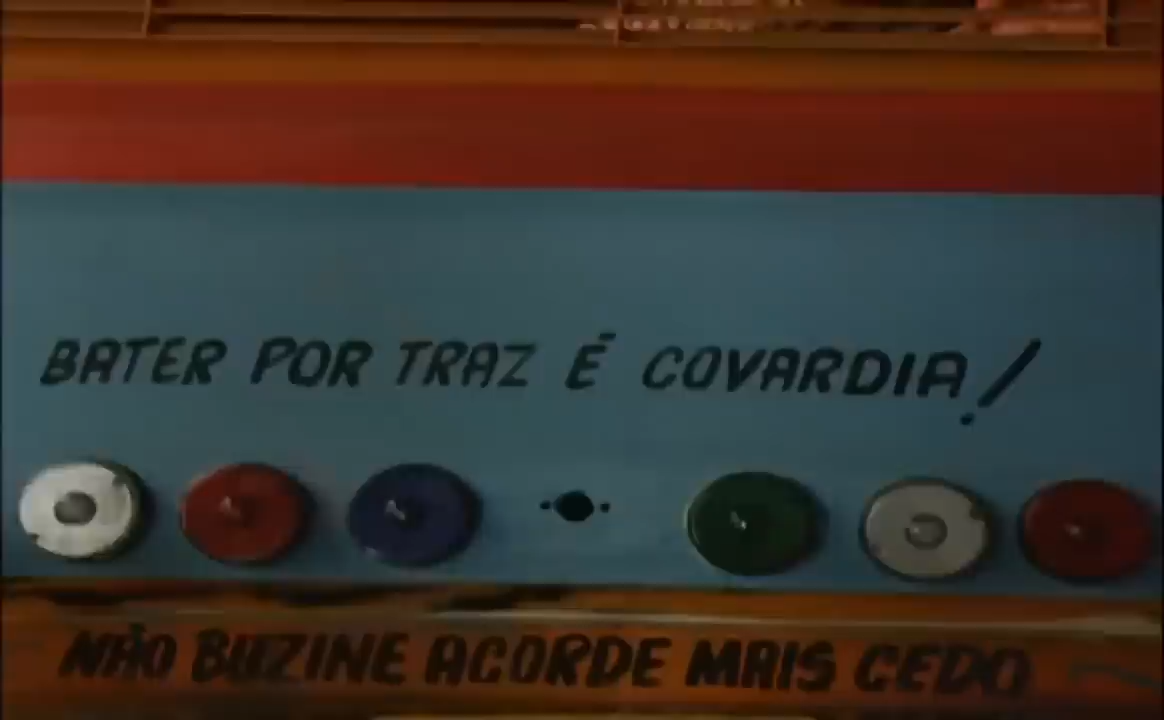 BATER POR TRAZ É COVARDIA!
NÃO BUZINE ACORDE MAIS CEDO